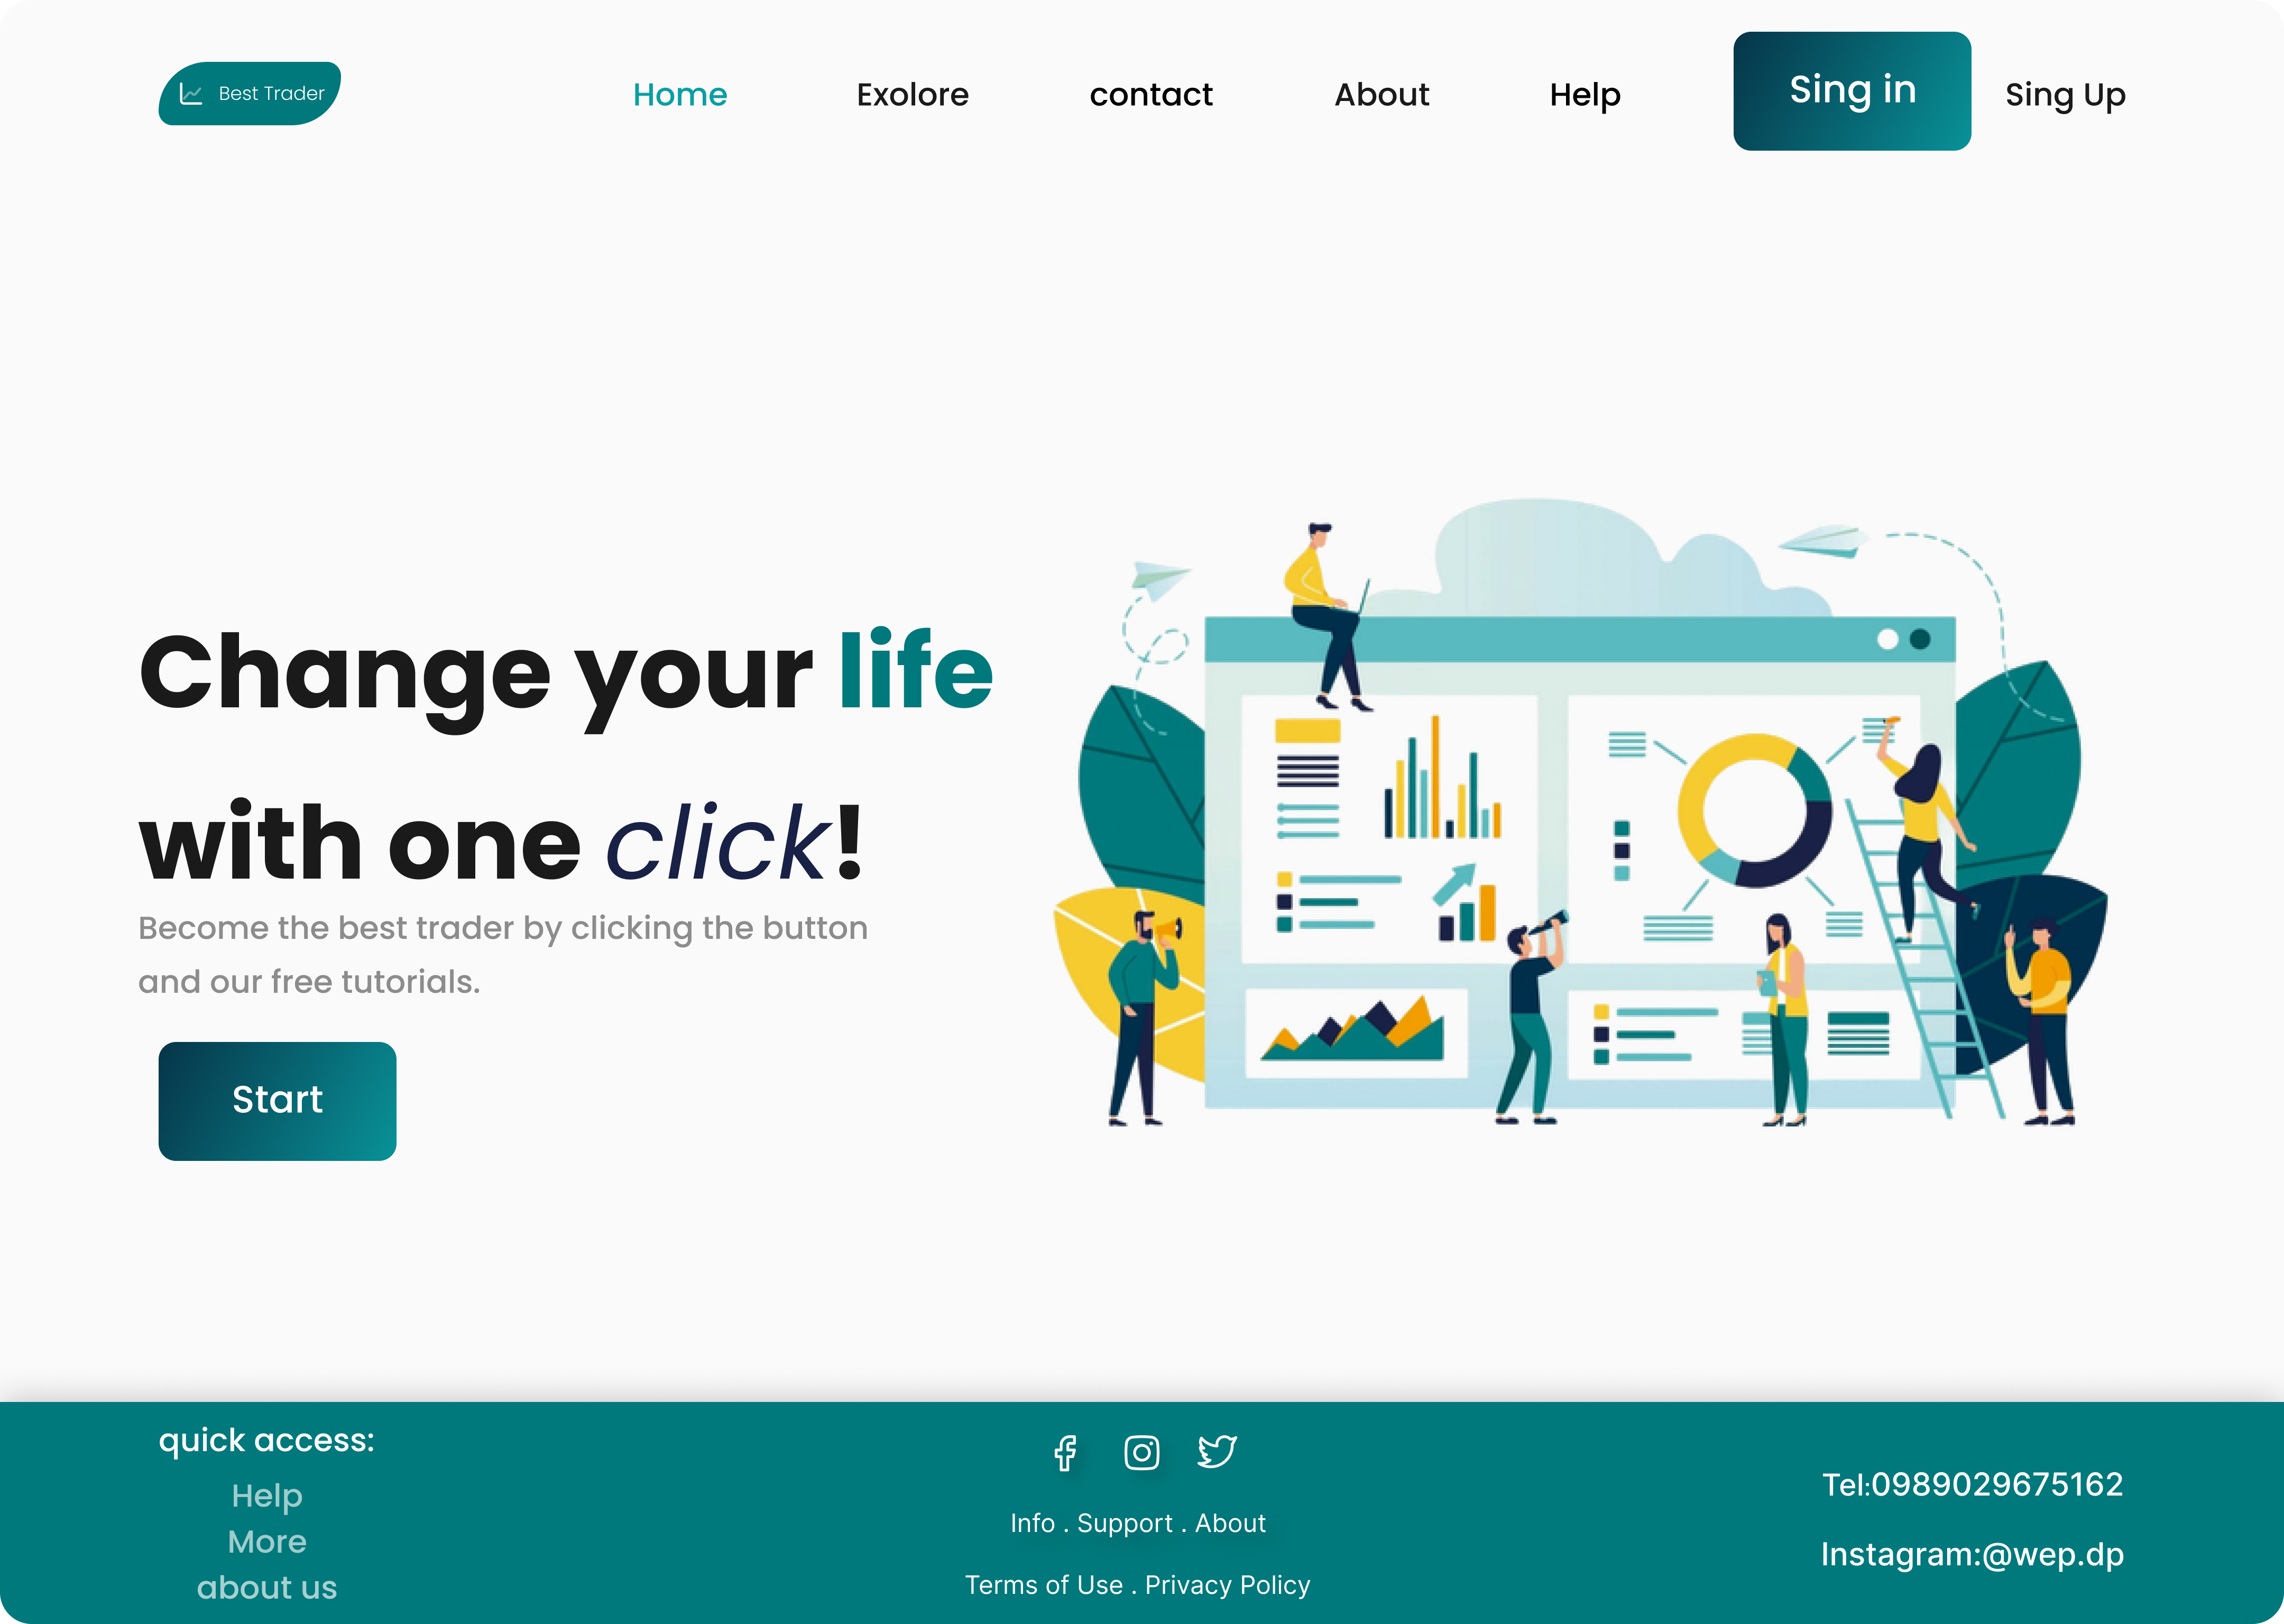 Best Trader
Home
Exolore
contact
About
Help
Sing in
Sing Up
Change your life
with one click!
Become the best trader by clicking the button
and our free tutorials.
Start
quick access:
Help
More
about us
Info . Support . About
Terms of Use . Privacy Policy
Tel:0989029675162
Instagram:@wep.dp